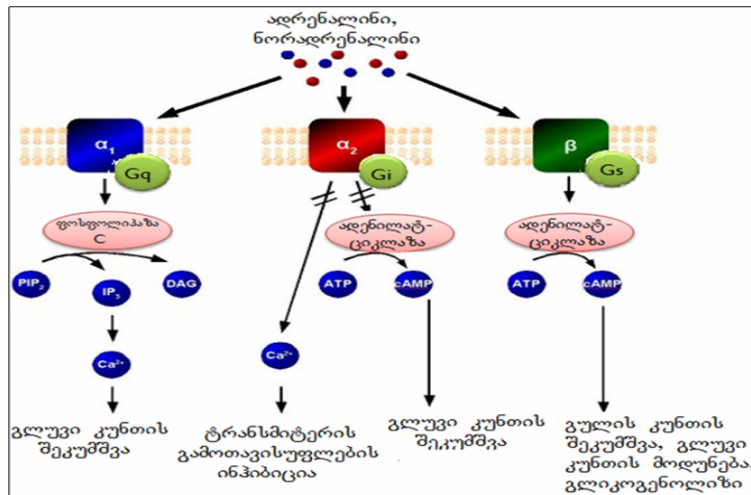 ადრენალინი,
ნორადრენალინი
α₁
Gq
α₂
Gi
β
Gs
ფოსფოლიპაზა
C
ადენილატ-
ციკლაზა
ადენილატ-
ციკლაზა
PIP₂
IP₃
DAG
ATP
cAMP
ATP
cAMP
Ca²⁺
Ca²⁺
გლუვი კუნთის
შეკუმშვა
ტრანსმიტერის
გამოთავისუფლების
ინჰიბიცია
გლუვი კუნთის
შეკუმშვა
გულის კუნთის
შეკუმშვა, გლუვი
კუნთის მოდუნება,
გლიკოგენოლიზი